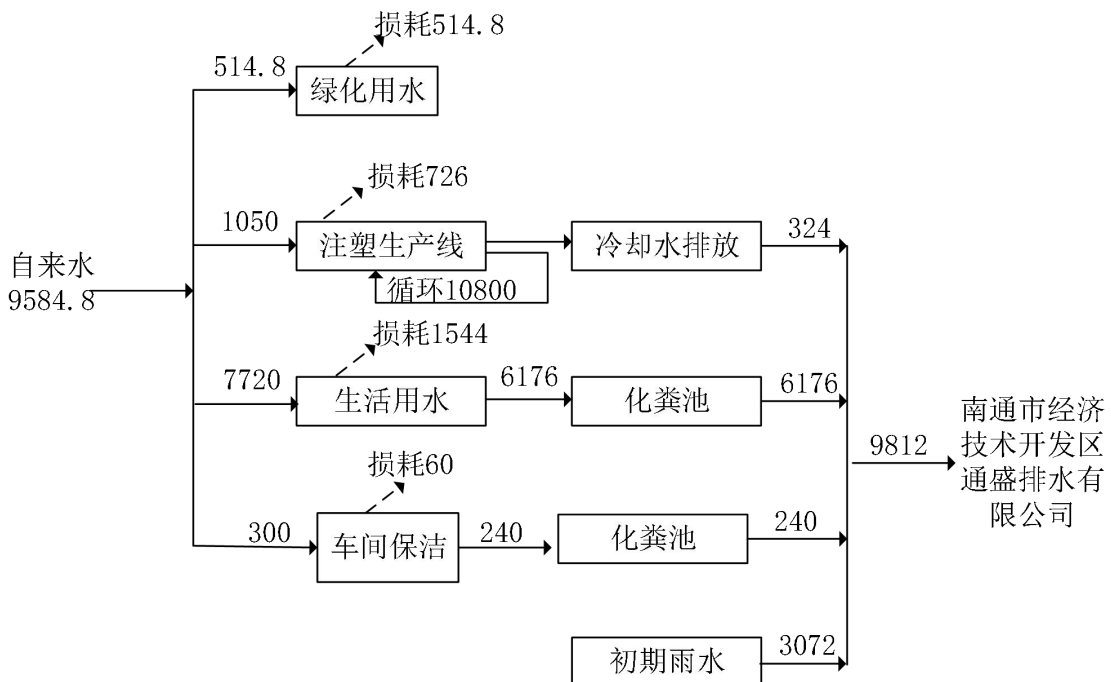 损耗514.8
514.8
绿化用水
损耗726
1050
注塑生产线
冷却水排放
324
循环10800
自来水
9584.8
损耗1544
7720
生活用水
6176
化粪池
6176
南通市经济
技术开发区
通盛排水有
限公司
9812
损耗60
300
车间保洁
240
化粪池
240
初期雨水
3072